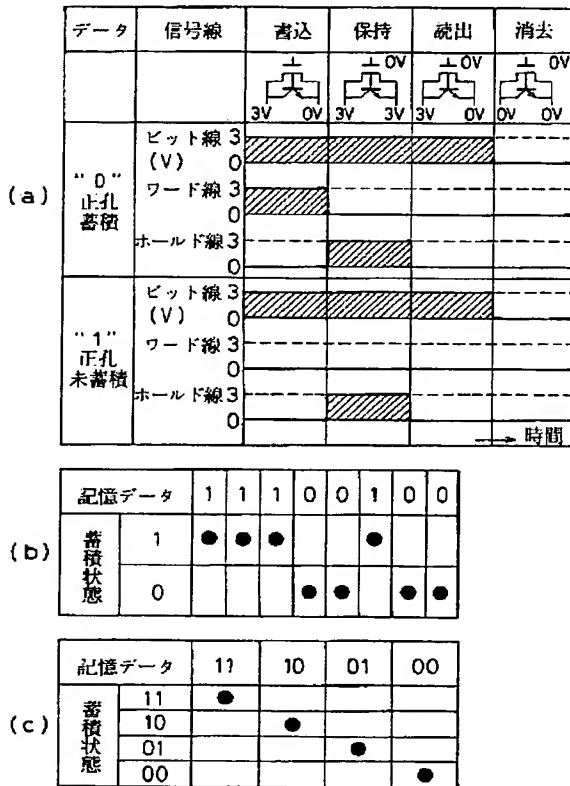 データ 信号線 書込 保持 読出 消去
0V 0V 0V
3V 0V 3V 3V 3V 0V 0V 0V
(a)
"0"
正孔
蓄積
ビット線 3
(V) 0
ワード線 3
0
ホールド線 3
0
"1"
正孔
未蓄積
ビット線 3
(V) 0
ワード線 3
0
ホールド線 3
0
時間
(b)
記憶データ 1 1 1 0 0 1 0 0
蓄積状態
1
0
(c)
記憶データ 11 10 01 00
蓄積状態
11
10
01
00